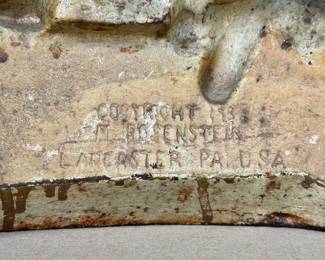 COPYRIGHT
M. ROSENSTEIN
LANCASTER PA. U.S.A.